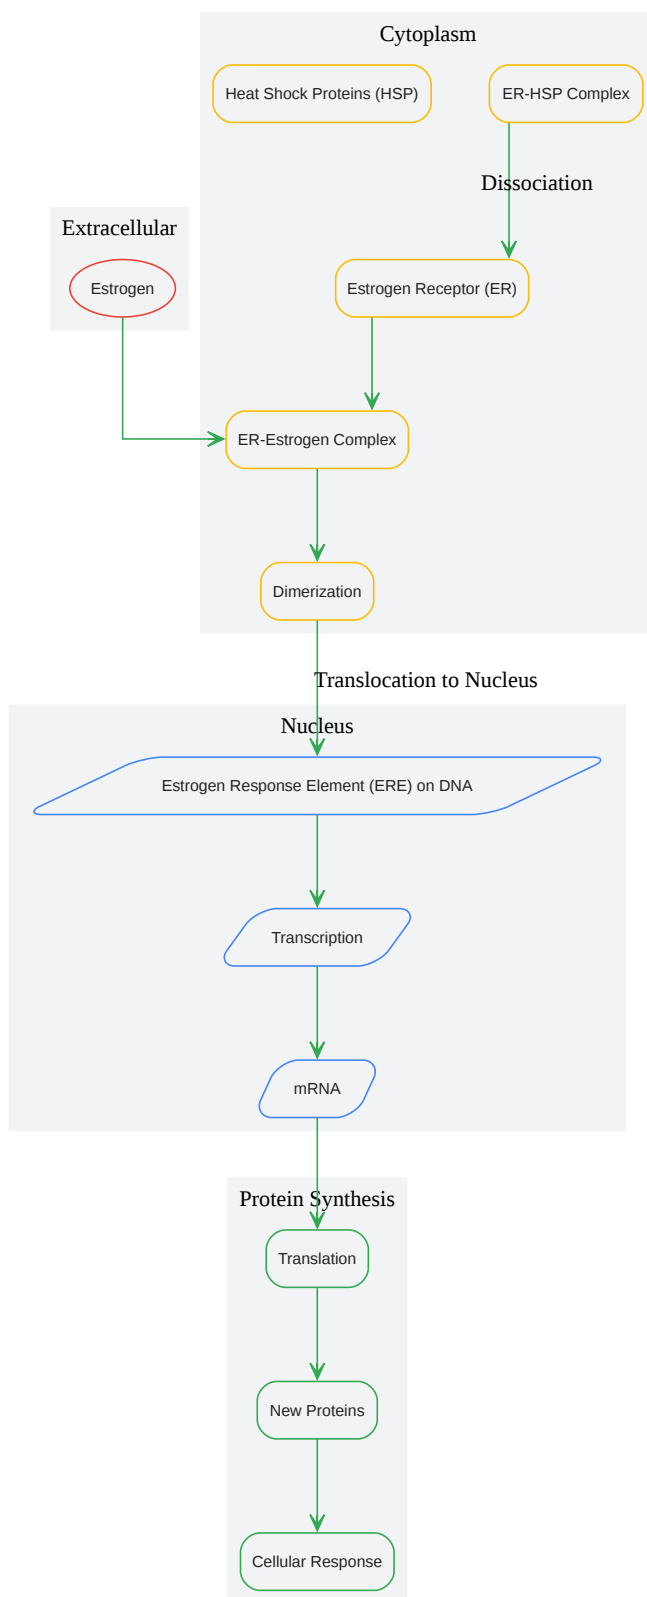 Cytoplasm
Heat Shock Proteins (HSP)
ER-HSP Complex
Dissociation
Extracellular
Estrogen
Estrogen Receptor (ER)
ER-Estrogen Complex
Dimerization
Translocation to Nucleus
Nucleus
Estrogen Response Element (ERE) on DNA
Transcription
mRNA
Protein Synthesis
Translation
New Proteins
Cellular Response